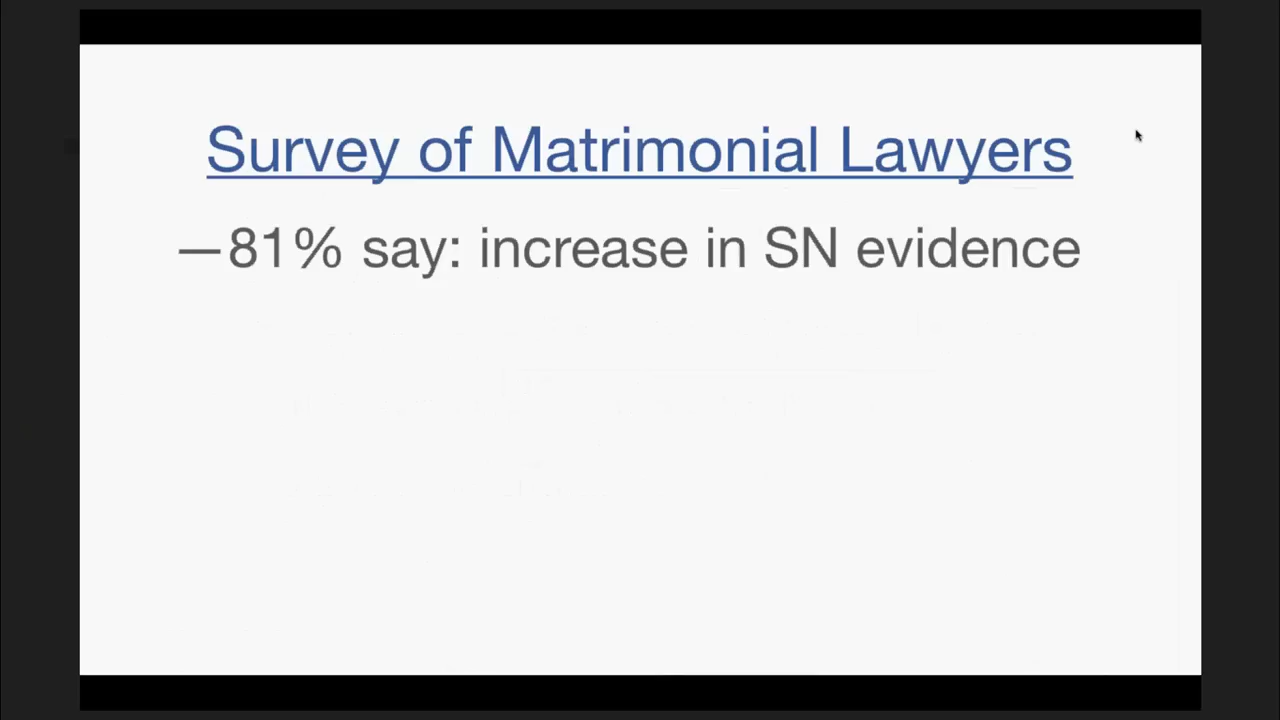 Survey of Matrimonial Lawyers
—81% say: increase in SN evidence